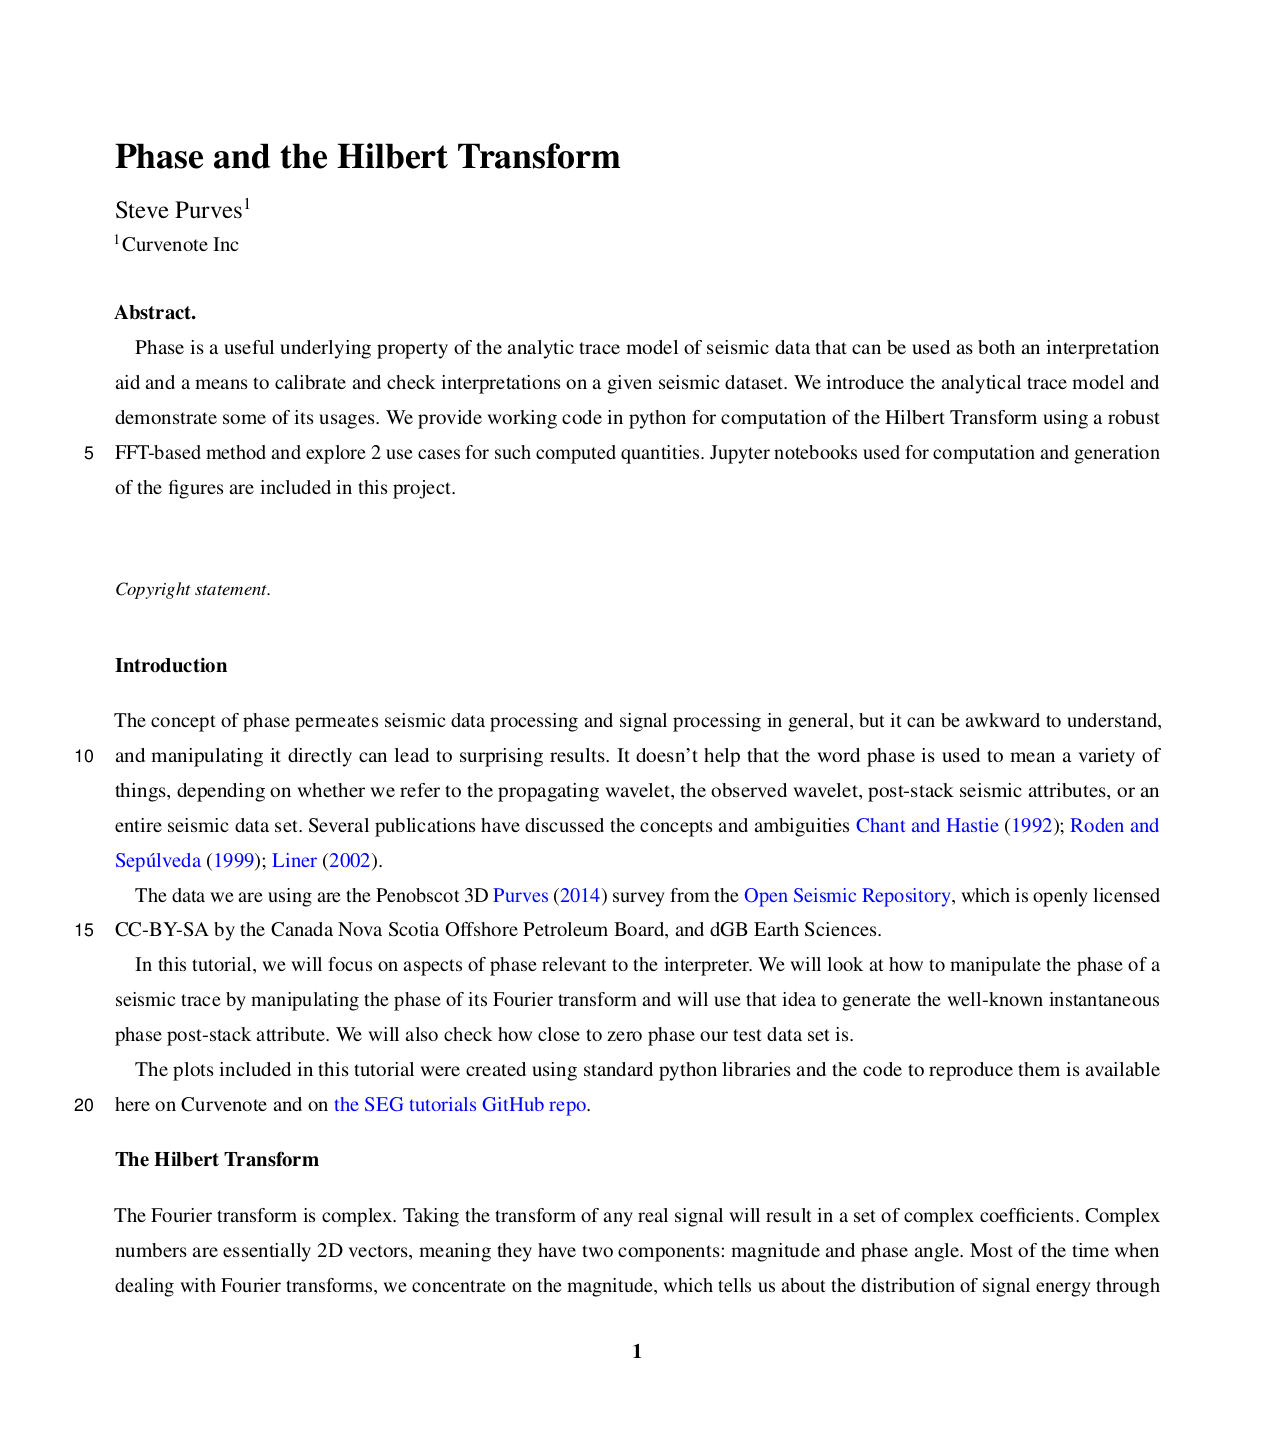 Phase and the Hilbert Transform
Steve Purves1
1Curvenote Inc
Abstract.
Phase is a useful underlying property of the analytic trace model of seismic data that can be used as both an interpretation
aid and a means to calibrate and check interpretations on a given seismic dataset. We introduce the analytical trace model and
demonstrate some of its usages. We provide working code in python for computation of the Hilbert Transform using a robust
5 FFT-based method and explore 2 use cases for such computed quantities. Jupyter notebooks used for computation and generation
of the figures are included in this project.
Copyright statement.
Introduction
The concept of phase permeates seismic data processing and signal processing in general, but it can be awkward to understand,
10 and manipulating it directly can lead to surprising results. It doesn't help that the word phase is used to mean a variety of
things, depending on whether we refer to the propagating wavelet, the observed wavelet, post-stack seismic attributes, or an
entire seismic data set. Several publications have discussed the concepts and ambiguities Chant and Hastie (1992); Roden and
Sepúlveda (1999); Liner (2002).
The data we are using are the Penobscot 3D Purves (2014) survey from the Open Seismic Repository, which is openly licensed
15 CC-BY-SA by the Canada Nova Scotia Offshore Petroleum Board, and dGB Earth Sciences.
In this tutorial, we will focus on aspects of phase relevant to the interpreter. We will look at how to manipulate the phase of a
seismic trace by manipulating the phase of its Fourier transform and will use that idea to generate the well-known instantaneous
phase post-stack attribute. We will also check how close to zero phase our test data set is.
The plots included in this tutorial were created using standard python libraries and the code to reproduce them is available
20 here on Curvenote and on the SEG tutorials GitHub repo.
The Hilbert Transform
The Fourier transform is complex. Taking the transform of any real signal will result in a set of complex coefficients. Complex
numbers are essentially 2D vectors, meaning they have two components: magnitude and phase angle. Most of the time when
dealing with Fourier transforms, we concentrate on the magnitude, which tells us about the distribution of signal energy through
1